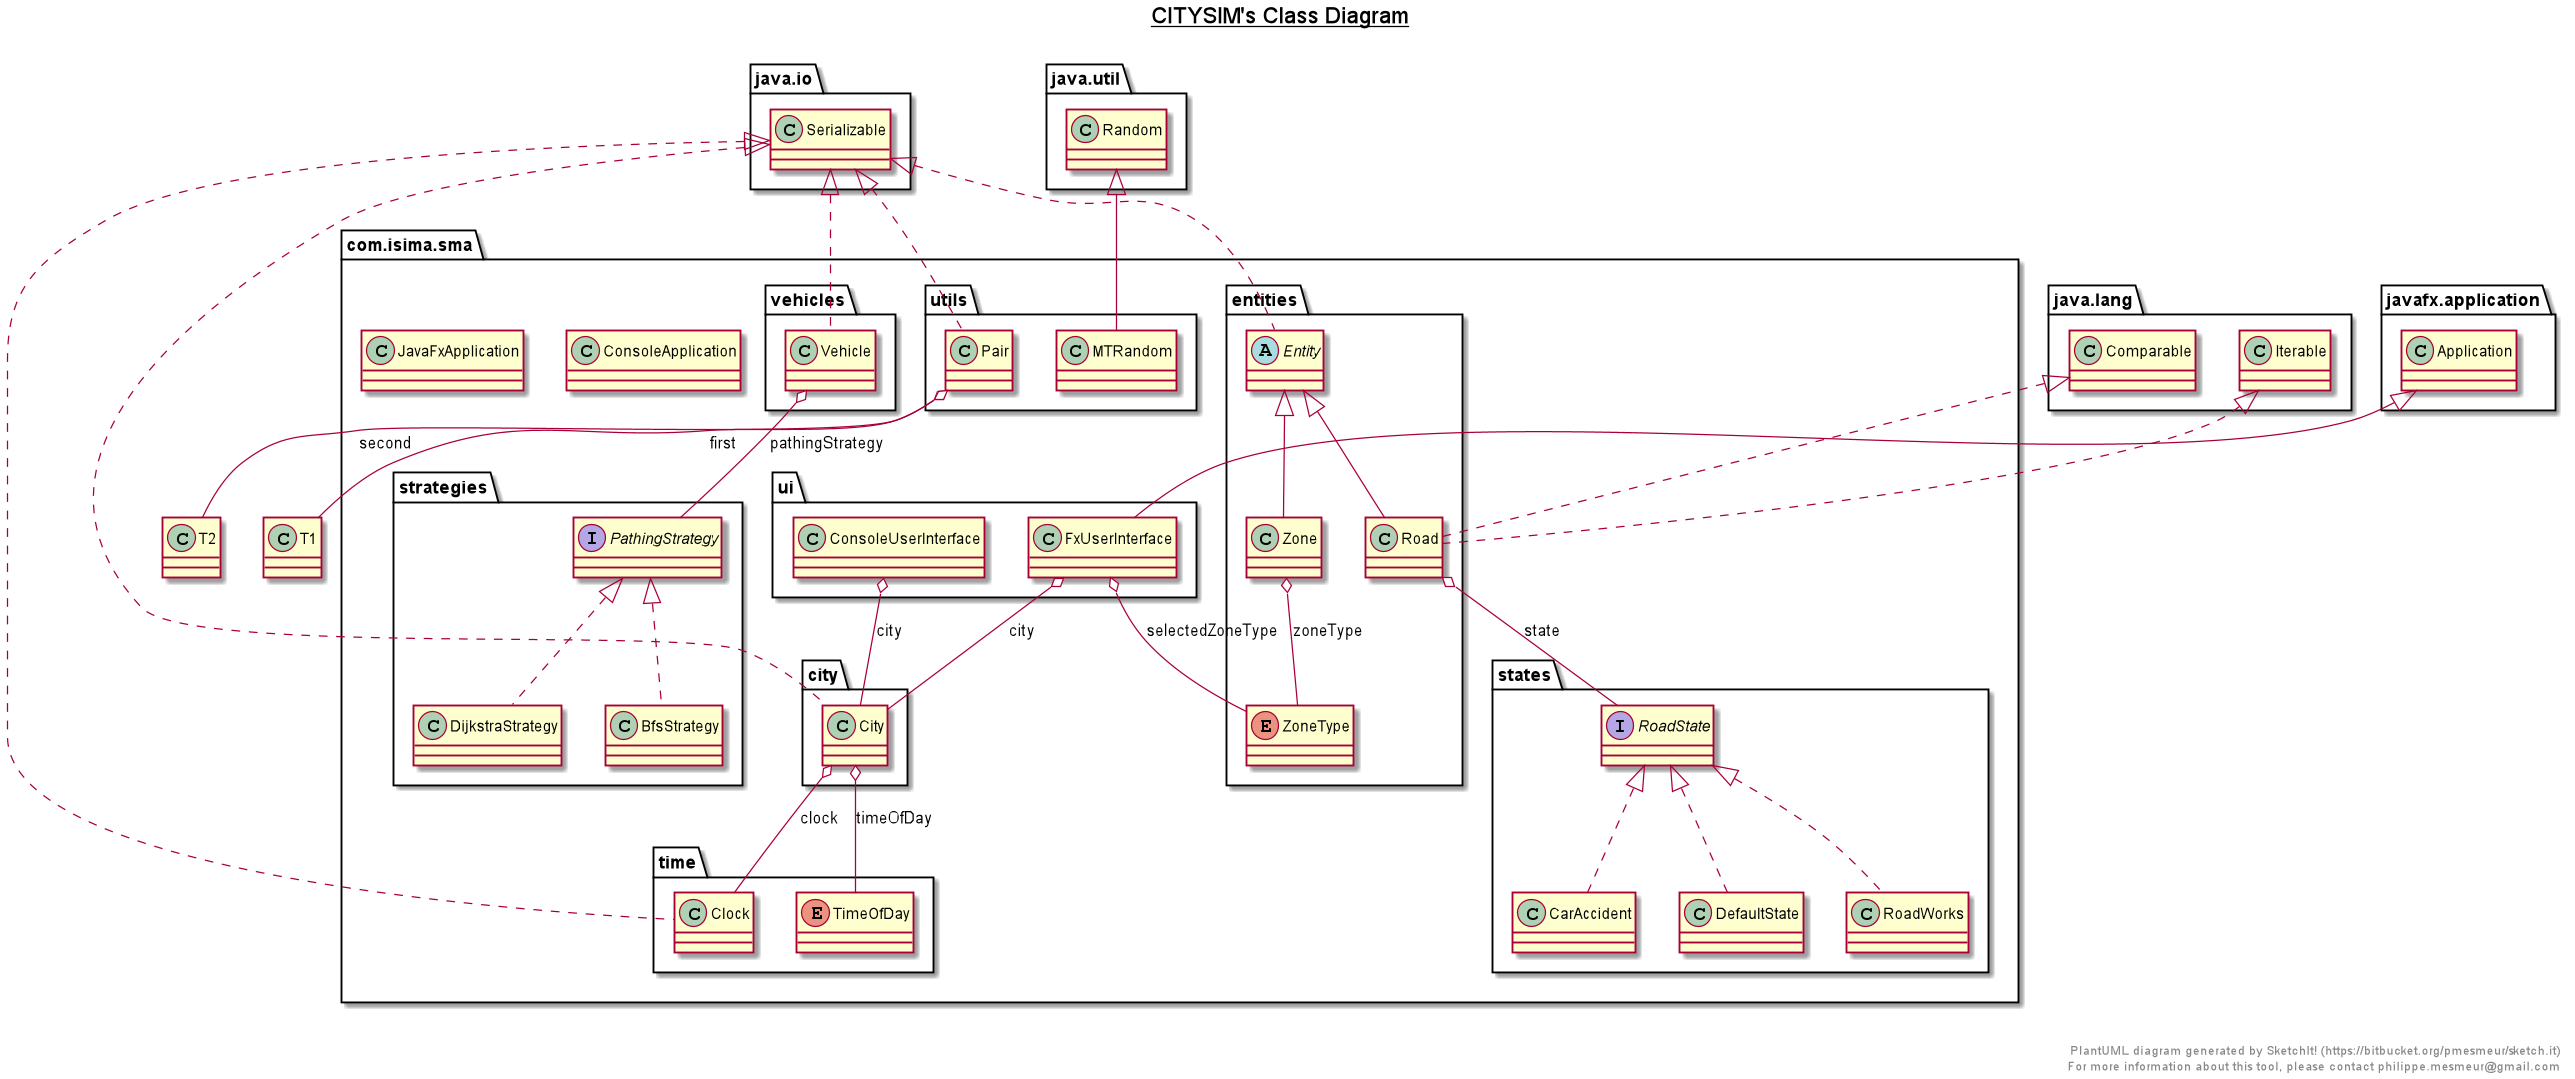 CITYSIM's Class Diagram
java.io
java.util
C Serializable
C Random
com.isima.sma
vehicles
utils
entities
java.lang
javafx.application
C JavaFxApplication
C ConsoleApplication
C Vehicle
C Pair
C MTRandom
A Entity
C Comparable
C Iterable
C Application
second
first
pathingStrategy
strategies
ui
C T2
C T1
I PathingStrategy
C ConsoleUserInterface
C FxUserInterface
C Zone
C Road
city
city
selectedZoneType
zoneType
state
city
states
C DijkstraStrategy
C BfsStrategy
C City
E ZoneType
I RoadState
clock
timeOfDay
time
C Clock
E TimeOfDay
C CarAccident
C DefaultState
C RoadWorks
PlantUML diagram generated by SketchIt! (https://bitbucket.org/pmesmeur/sketch.it)
For more information about this tool, please contact philippe.mesmeur@gmail.com